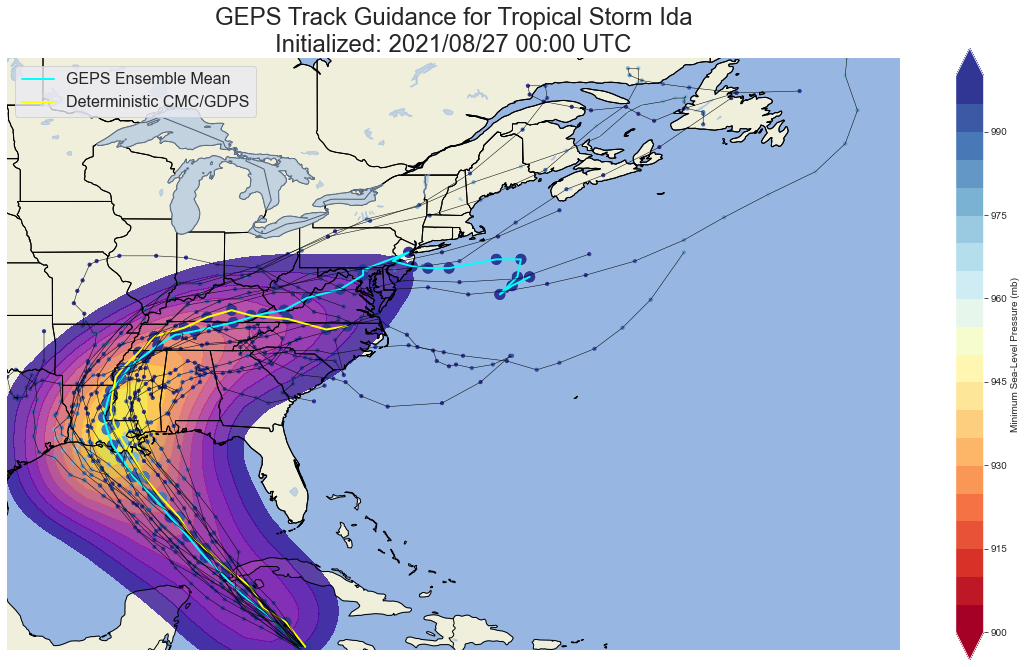 GEPS Track Guidance for Tropical Storm Ida
Initialized: 2021/08/27 00:00 UTC
GEPS Ensemble Mean
Deterministic CMC/GDPS
990
975
960
945
930
915
900
Minimum Sea-Level Pressure (mb)